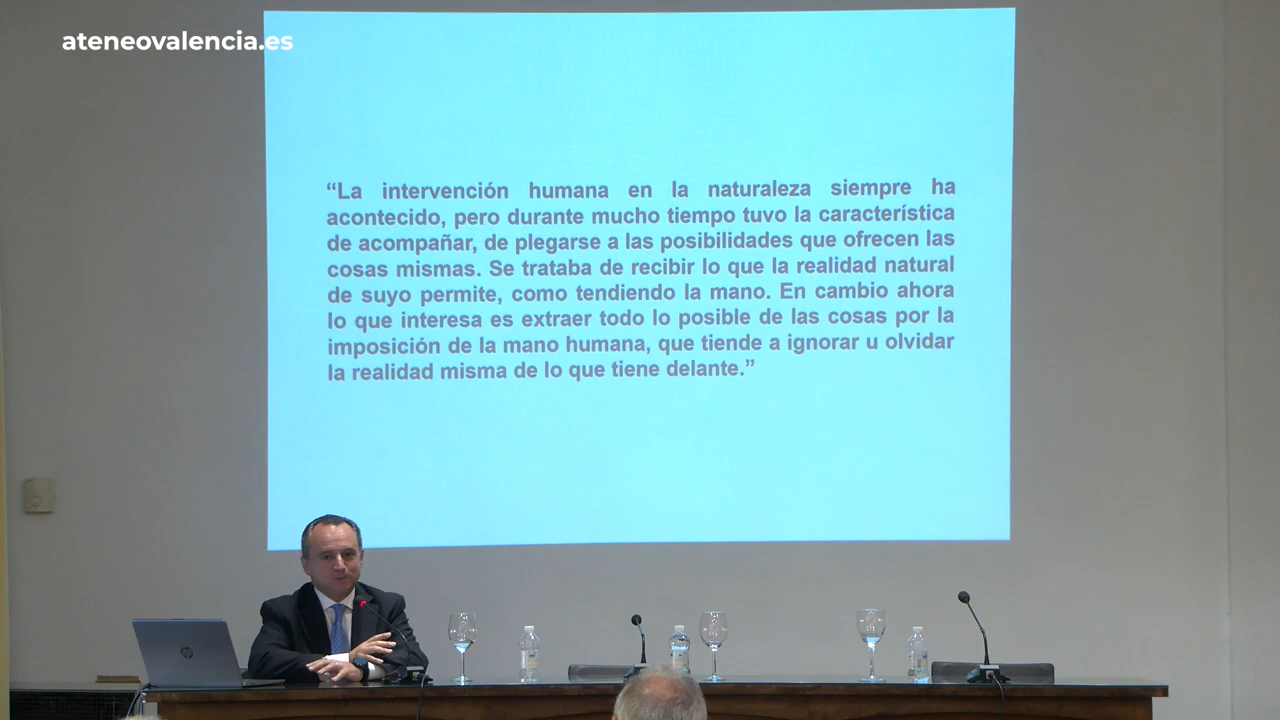 ateneovalencia.es
“La intervención humana en la naturaleza siempre ha
acontecido, pero durante mucho tiempo tuvo la característica
de acompañar, de plegarse a las posibilidades que ofrecen las
cosas mismas. Se trataba de recibir lo que la realidad natural
de suyo permite, como tendiendo la mano. En cambio ahora
lo que interesa es extraer todo lo posible de las cosas por la
imposición de la mano humana, que tiende a ignorar u olvidar
la realidad misma de lo que tiene delante.”
hp